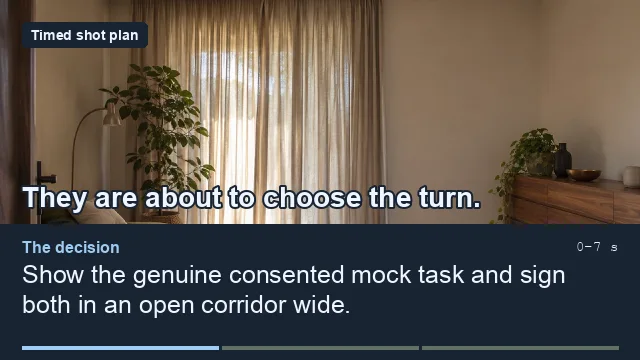 Timed shot plan
They are about to choose the turn.
The decision
0–7 s
Show the genuine consented mock task and sign
both in an open corridor wide.